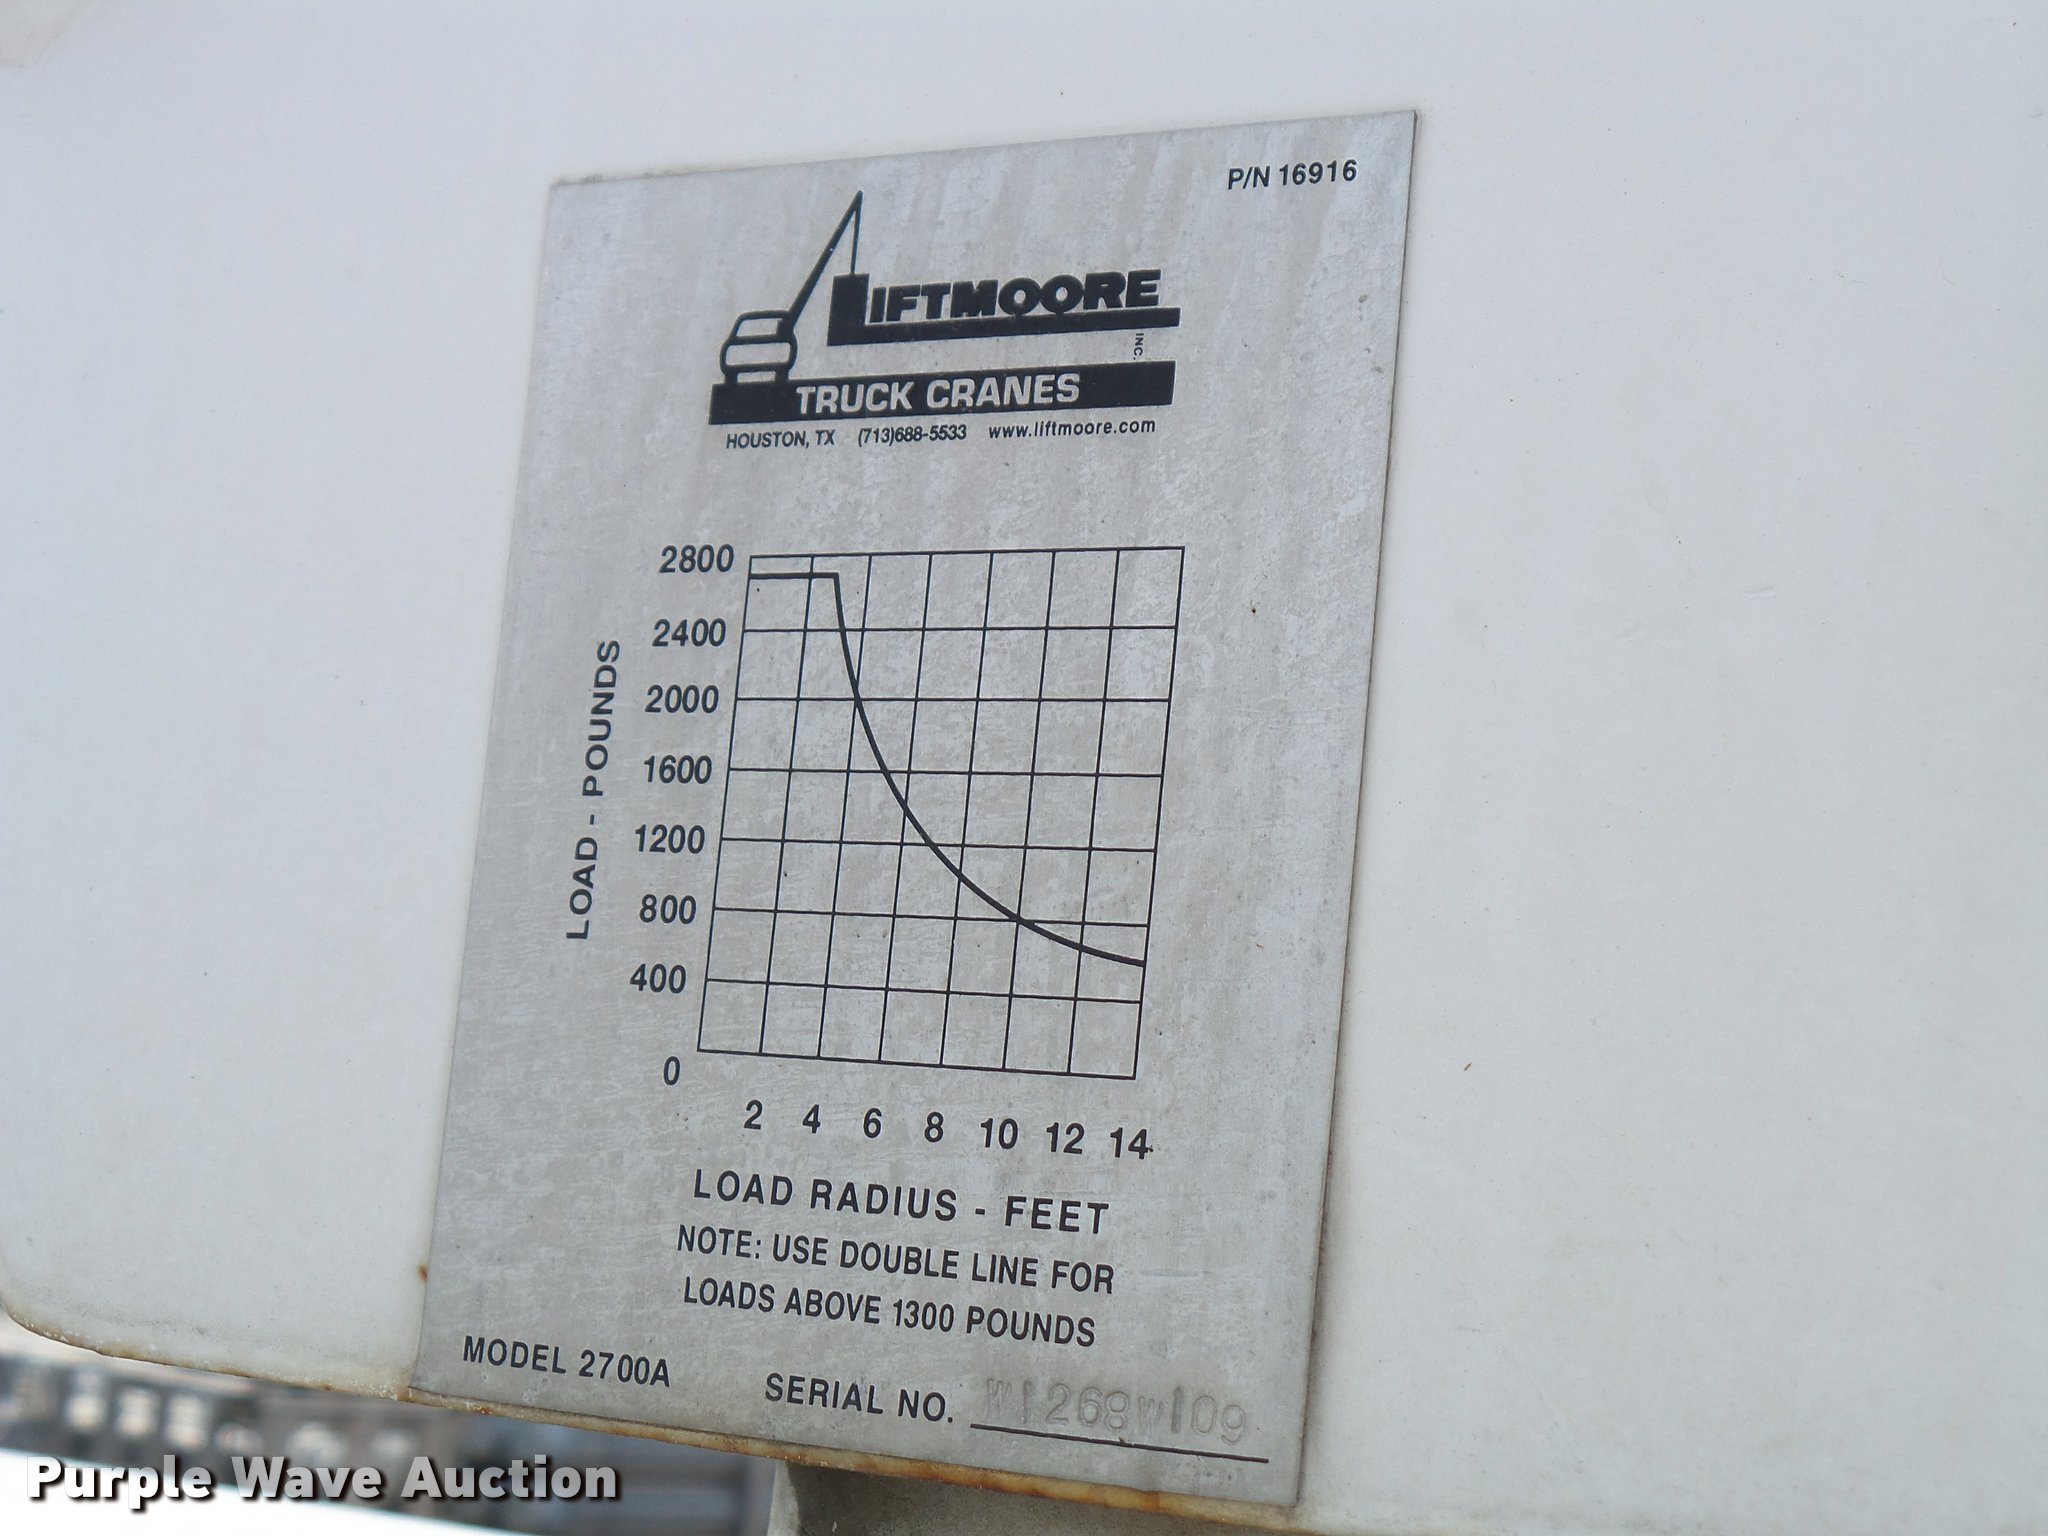 P/N 16916
LIFTMOORE
INC.
TRUCK CRANES
HOUSTON, TX (713)688-5533 www.liftmoore.com
2800
2400
2000
1600
1200
800
400
0
LOAD - POUNDS
2 4 6 8 10 12 14
LOAD RADIUS - FEET
NOTE: USE DOUBLE LINE FOR
LOADS ABOVE 1300 POUNDS
MODEL 2700A
SERIAL NO. W1268W109
Purple Wave Auction